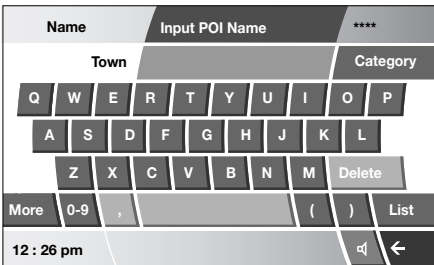 Name Input POI Name ****
Town Category
Q W E R T Y U I O P
A S D F G H J K L
Z X C V B N M Delete
More 0-9 , ( ) List
12 : 26 pm